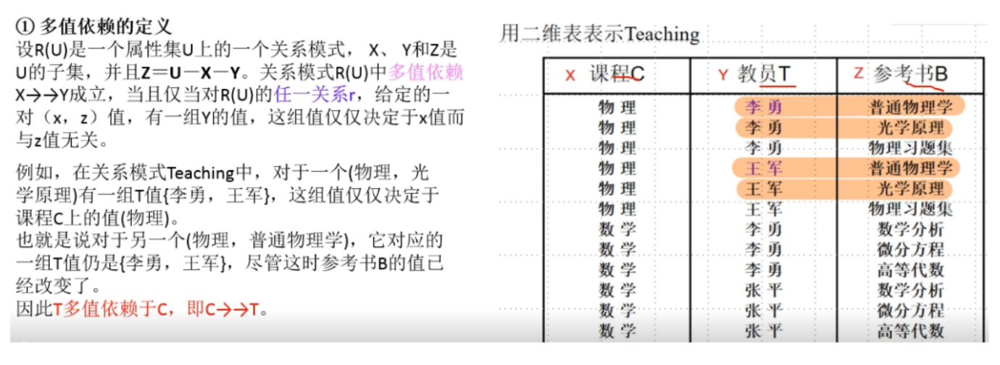 ① 多值依赖的定义
设R(U)是一个属性集U上的一个关系模式， X、 Y和Z是
U的子集，并且Z＝U－X－Y。关系模式R(U)中多值依赖
X→→Y成立，当且仅当对R(U)的任一关系r，给定的一
对（x，z）值，有一组Y的值，这组值仅仅决定于x值而
与z值无关。
例如，在关系模式Teaching中，对于一个(物理，光
学原理)有一组T值{李勇，王军}，这组值仅仅决定于
课程C上的值(物理)。
也就是说对于另一个(物理，普通物理学)，它对应的
一组T值仍是{李勇，王军}，尽管这时参考书B的值已
经改变了。
因此T多值依赖于C，即C→→T。
用二维表表示Teaching
X 课程C Y 教员T Z 参考书B
物 理 李 勇 普通物理学
物 理 李 勇 光学原理
物 理 李 勇 物理习题集
物 理 王 军 普通物理学
物 理 王 军 光学原理
物 理 王 军 物理习题集
数 学 李 勇 数学分析
数 学 李 勇 微分方程
数 学 李 勇 高等代数
数 学 张 平 数学分析
数 学 张 平 微分方程
数 学 张 平 高等代数